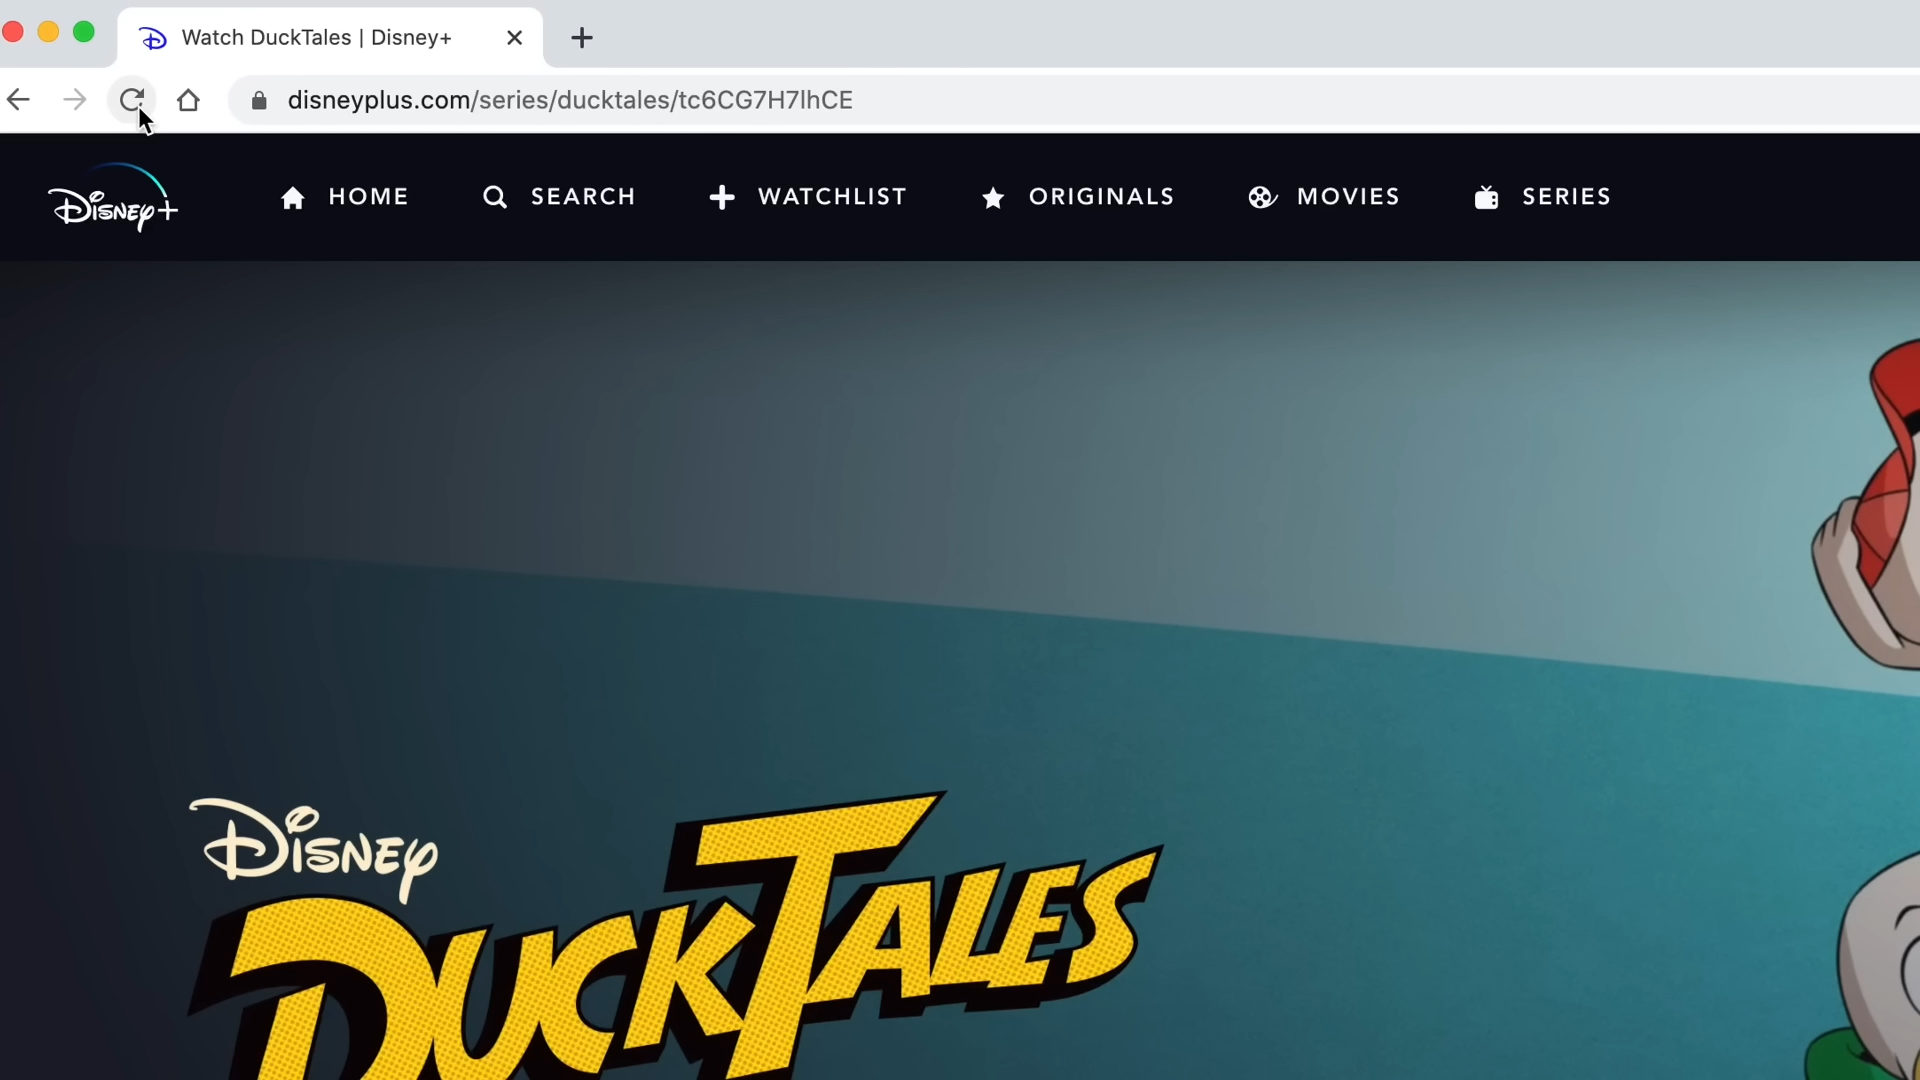 Watch DuckTales | Disney+
disneyplus.com/series/ducktales/tc6CG7H7lhCE
Disney+ HOME SEARCH WATCHLIST ORIGINALS MOVIES SERIES
Disney
DUCKTALES